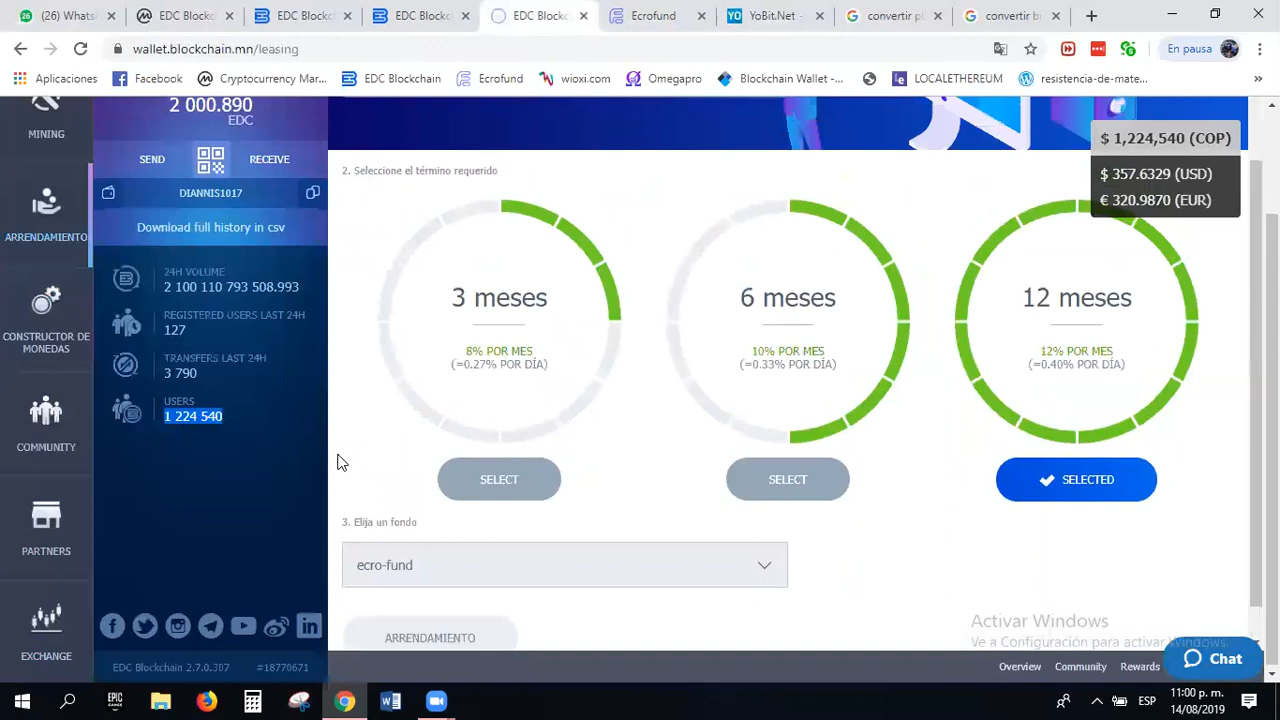 (26) Whats
EDC Blockch
EDC Block
EDC Blockch
EDC Blockc
Ecrofund
YoBit.Net -
convertir pl
convertir b
wallet.blockchain.mn/leasing
En pausa
Aplicaciones
Facebook
Cryptocurrency Mar...
EDC Blockchain
Ecrofund
wioxi.com
Omegapro
Blockchain Wallet -...
LOCALETHEREUM
resistencia-de-mate...
MINING
ARRENDAMIENTO
CONSTRUCTOR DE
MONEDAS
COMMUNITY
PARTNERS
EXCHANGE
2 000.890
EDC
SEND
RECEIVE
DIANNIS1017
Download full history in csv
24H VOLUME
2 100 110 793 508.993
REGISTERED USERS LAST 24H
127
TRANSFERS LAST 24H
3 790
USERS
1 224 540
EDC Blockchain 2.7.0.307
#18770671
$ 1,224,540 (COP)
$ 357.6329 (USD)
€ 320.9870 (EUR)
2. Seleccione el término requerido
3 meses
8% POR MES
(=0.27% POR DÍA)
SELECT
6 meses
10% POR MES
(=0.33% POR DÍA)
SELECT
12 meses
12% POR MES
(=0.40% POR DÍA)
SELECTED
3. Elija un fondo
ecro-fund
ARRENDAMIENTO
Activar Windows
Ve a Configuración para activar Windows.
Chat
Overview
Community
Rewards
EPIC GAMES
ESP
11:00 p. m.
14/08/2019